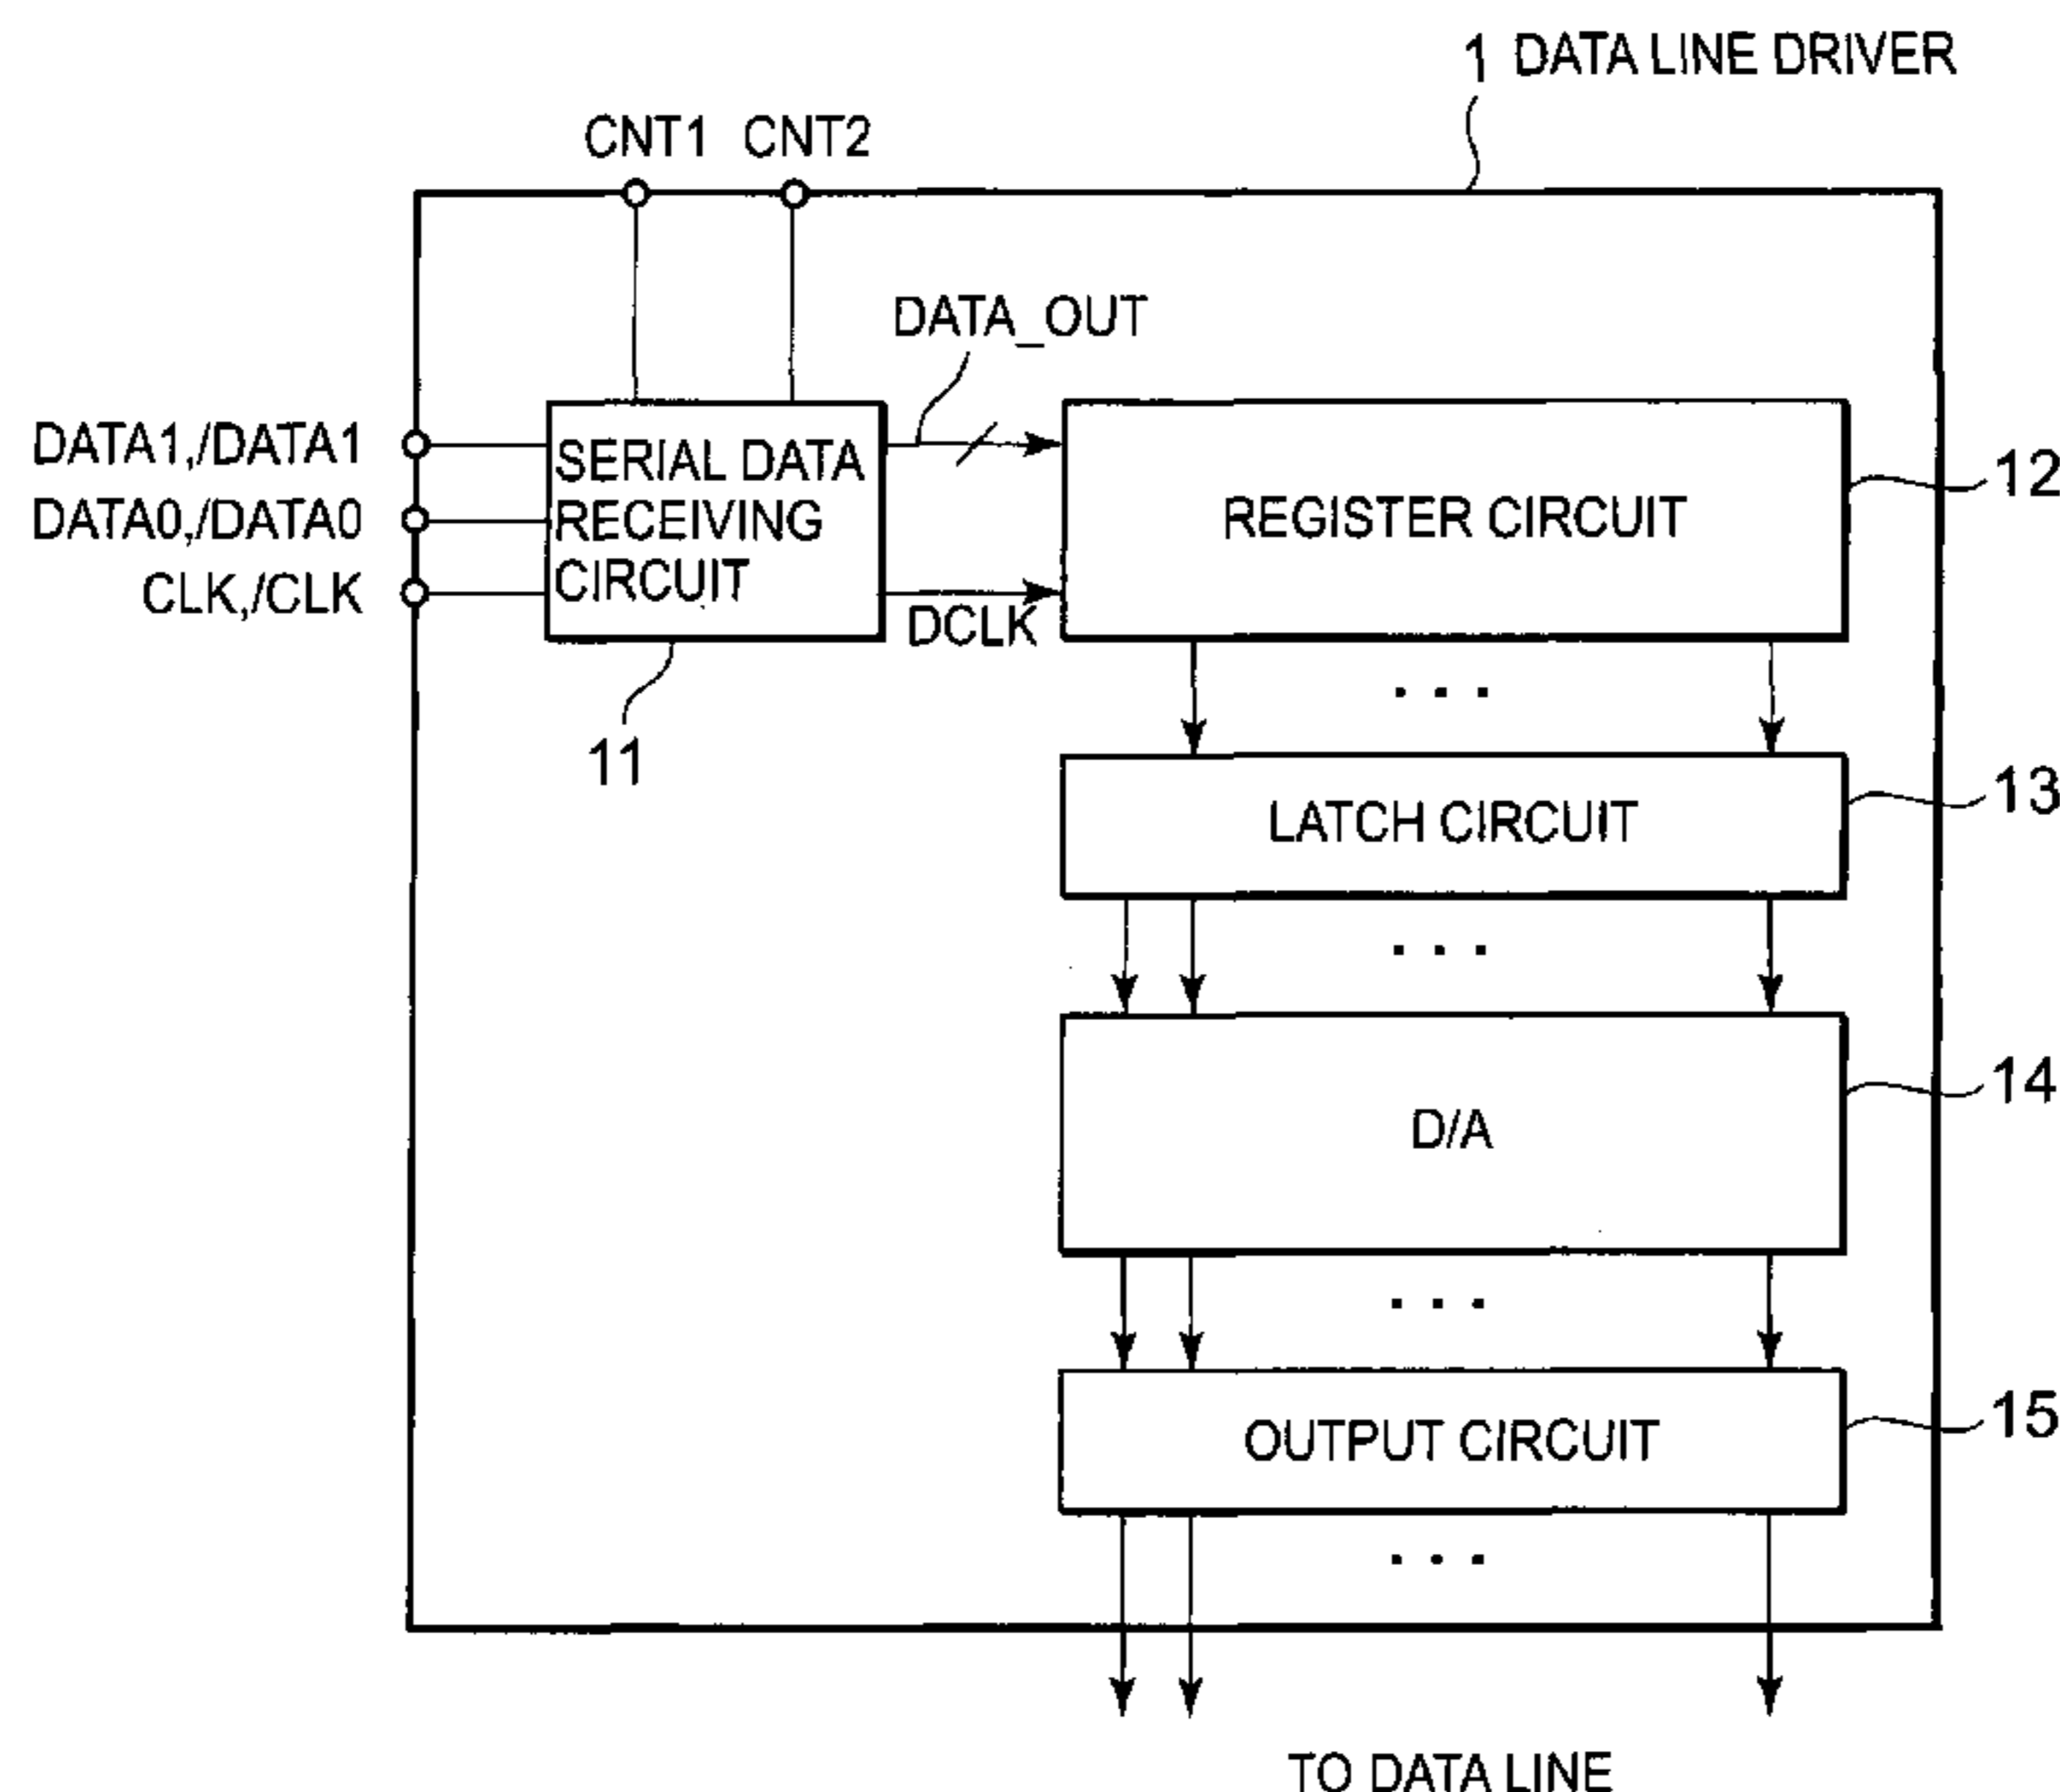 1 DATA LINE DRIVER
CNT1 CNT2
DATA_OUT
DATA1,/DATA1
DATA0,/DATA0
CLK,/CLK
SERIAL DATA
RECEIVING
CIRCUIT
DCLK
11
REGISTER CIRCUIT
12
. . .
LATCH CIRCUIT
13
. . .
D/A
14
. . .
OUTPUT CIRCUIT
15
. . .
TO DATA LINE